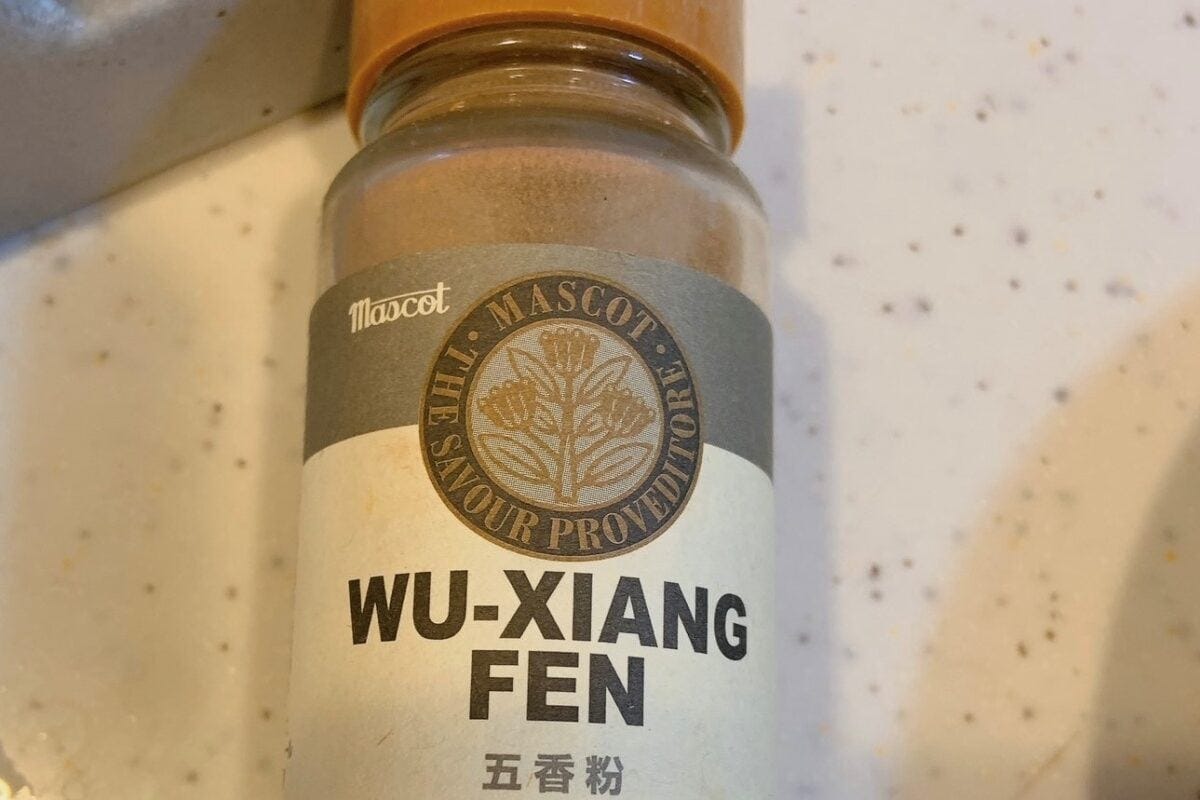 Mascot
MASCOT · THE SAVOUR PROVEDITORE ·
WU-XIANG
FEN
五香粉